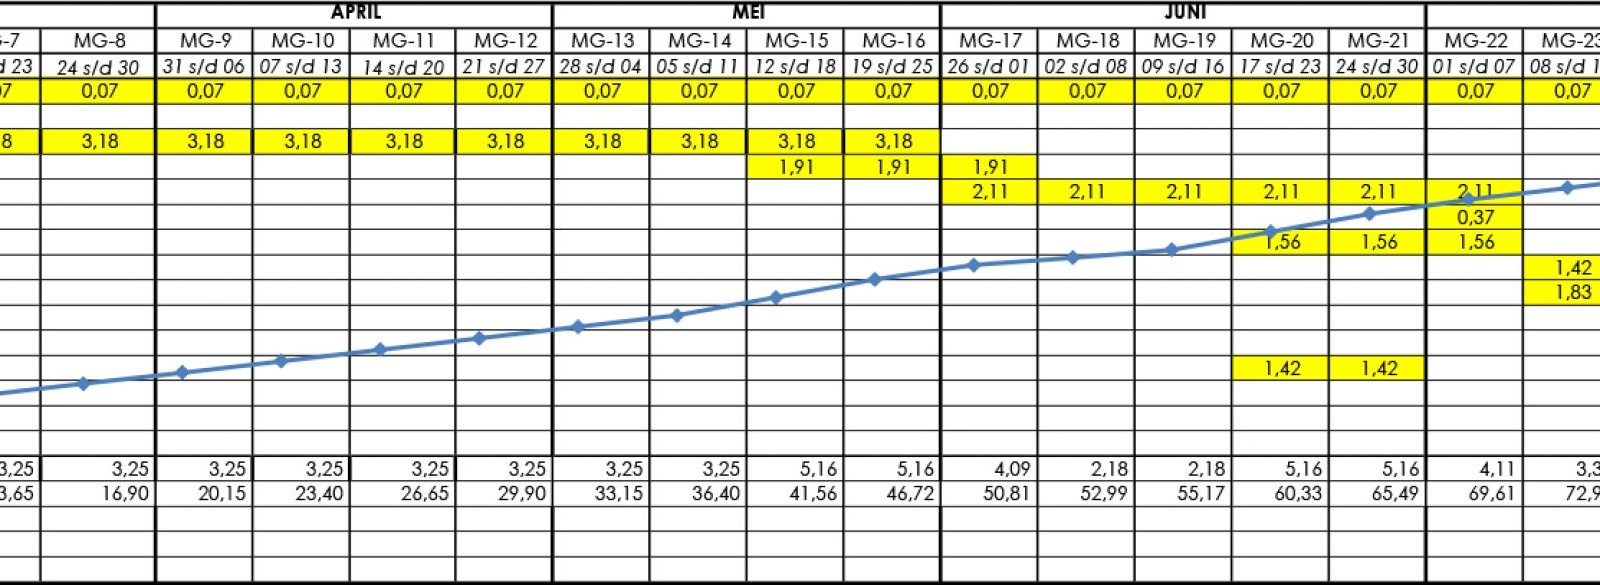 APRIL MEI JUNI
-7 MG-8 MG-9 MG-10 MG-11 MG-12 MG-13 MG-14 MG-15 MG-16 MG-17 MG-18 MG-19 MG-20 MG-21 MG-22 MG-23
d 23 24 s/d 30 31 s/d 06 07 s/d 13 14 s/d 20 21 s/d 27 28 s/d 04 05 s/d 11 12 s/d 18 19 s/d 25 26 s/d 01 02 s/d 08 09 s/d 16 17 s/d 23 24 s/d 30 01 s/d 07 08 s/d 1
7 0,07 0,07 0,07 0,07 0,07 0,07 0,07 0,07 0,07 0,07 0,07 0,07 0,07 0,07 0,07 0,07
8 3,18 3,18 3,18 3,18 3,18 3,18 3,18 3,18 3,18
1,91 1,91 1,91
2,11 2,11 2,11 2,11 2,11 2,11
0,37
1,56 1,56 1,56
1,42
1,83
1,42 1,42
3,25 3,25 3,25 3,25 3,25 3,25 3,25 3,25 5,16 5,16 4,09 2,18 2,18 5,16 5,16 4,11 3,3
3,65 16,90 20,15 23,40 26,65 29,90 33,15 36,40 41,56 46,72 50,81 52,99 55,17 60,33 65,49 69,61 72,9